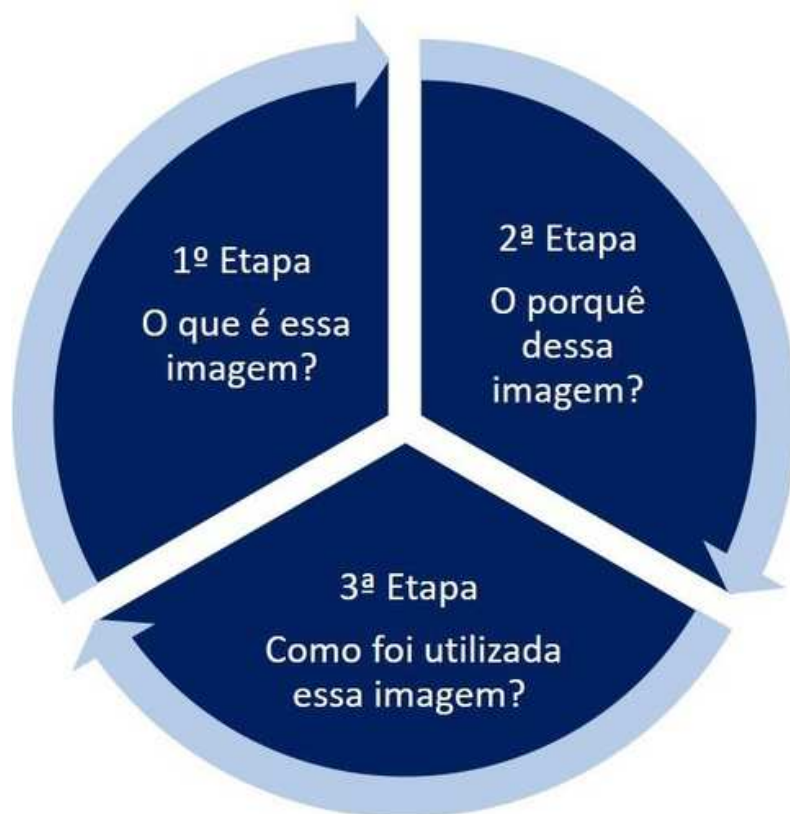 1º Etapa
O que é essa
imagem?
2ª Etapa
O porquê
dessa
imagem?
3ª Etapa
Como foi utilizada
essa imagem?